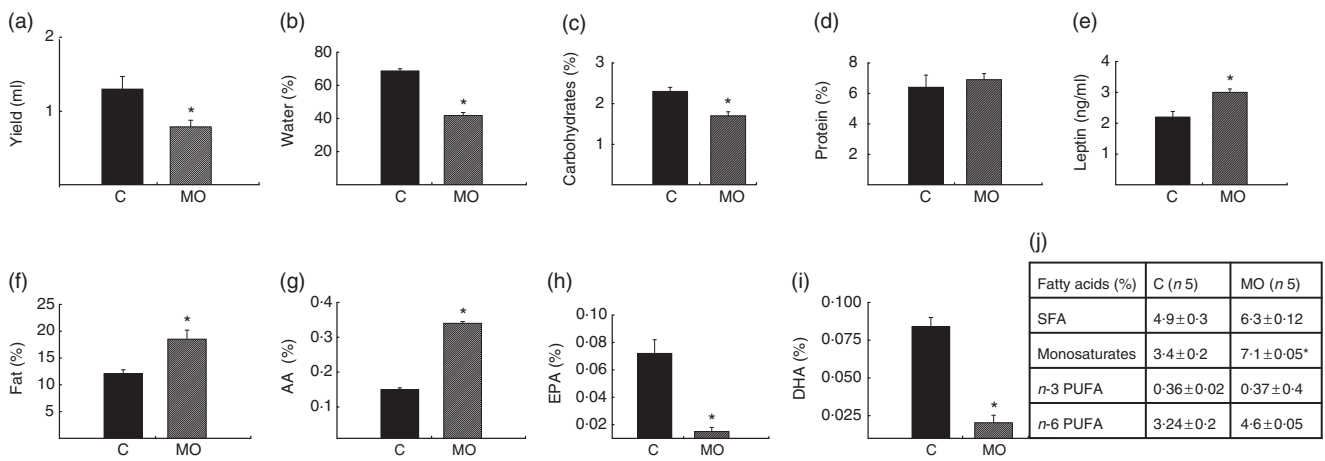 (a)
2
1
Yield (ml)
*
C MO
(b)
80
60
40
20
Water (%)
*
C MO
(c)
3
2
1
Carbohydrates (%)
*
C MO
(d)
10
8
6
4
2
Protein (%)
C MO
(e)
4
3
2
1
Leptin (ng/ml)
*
C MO
(f)
25
20
15
10
5
Fat (%)
*
C MO
(g)
0·4
0·3
0·2
0·1
AA (%)
*
C MO
(h)
0·10
0·08
0·06
0·04
0·02
EPA (%)
*
C MO
(i)
0·100
0·075
0·050
0·025
DHA (%)
*
C MO
(j)
Fatty acids (%) C (n 5) MO (n 5)
SFA 4·9±0·3 6·3±0·12
Monosaturates 3·4±0·2 7·1±0·05*
n-3 PUFA 0·36±0·02 0·37±0·4
n-6 PUFA 3·24±0·2 4·6±0·05